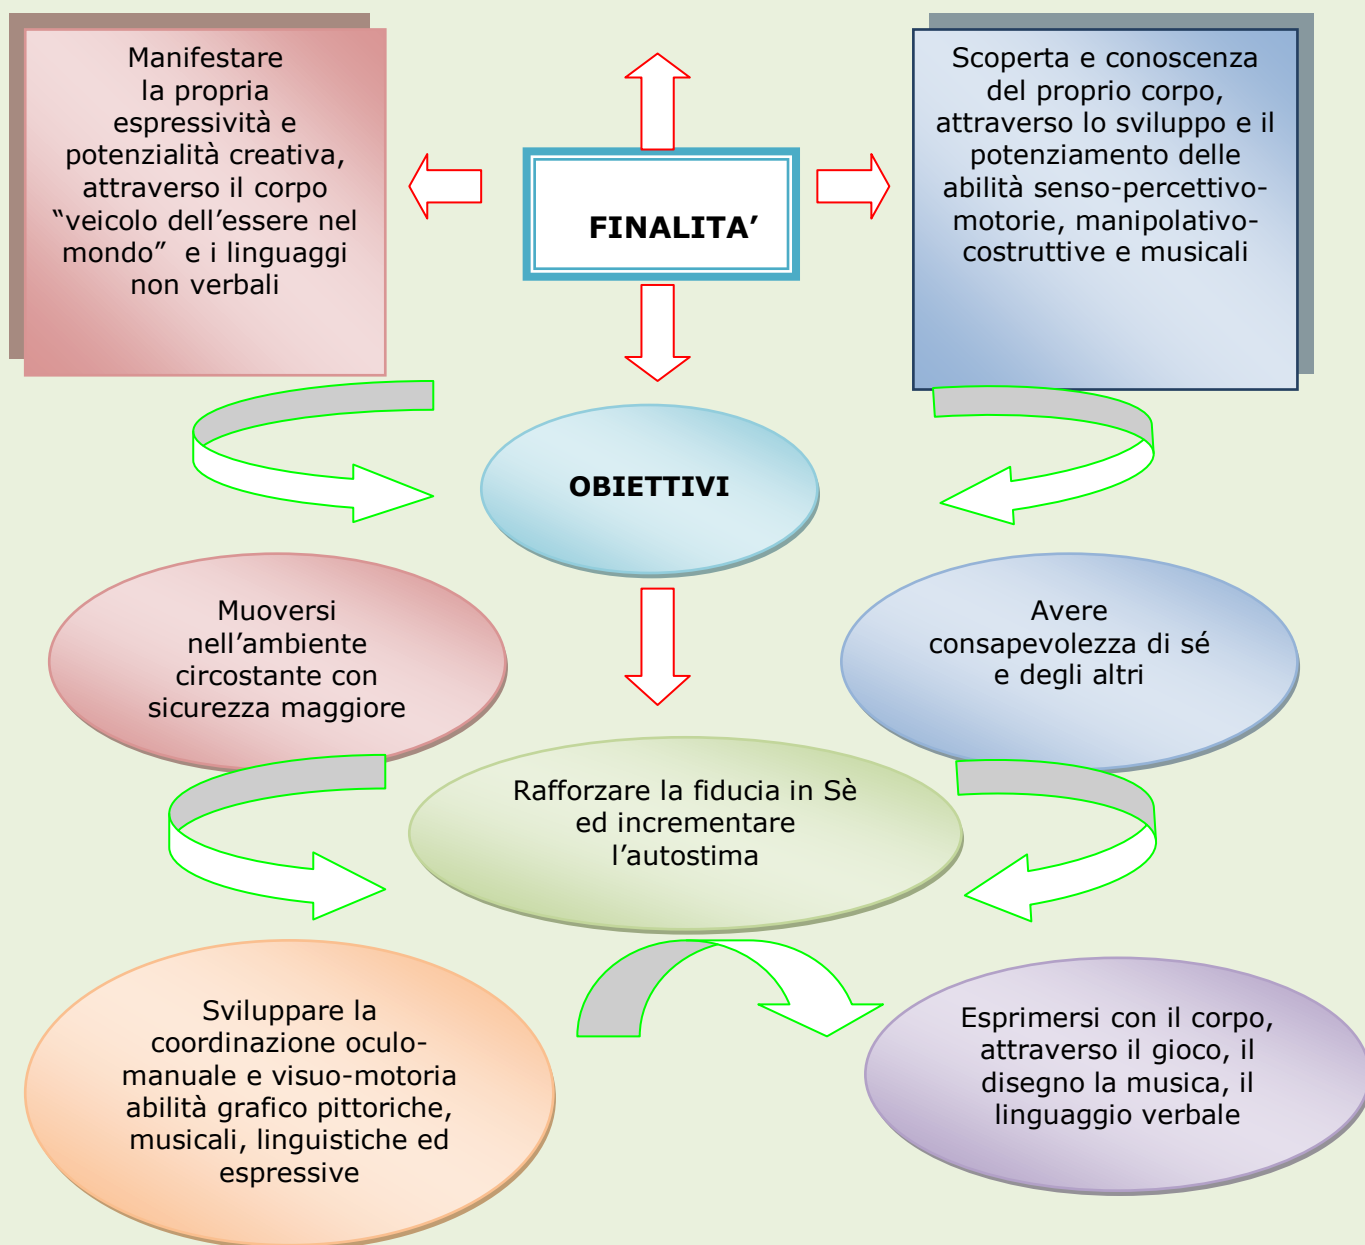 Manifestare
la propria
espressività e
potenzialità creativa,
attraverso il corpo
“veicolo dell’essere nel
mondo”  e i linguaggi
non verbali
FINALITA’
Scoperta e conoscenza
del proprio corpo,
attraverso lo sviluppo e il
potenziamento delle
abilità senso-percettivo-
motorie, manipolativo-
costruttive e musicali
OBIETTIVI
Muoversi
nell’ambiente
circostante con
sicurezza maggiore
Avere
consapevolezza di sé
e degli altri
Rafforzare la fiducia in Sè
ed incrementare
l’autostima
Sviluppare la
coordinazione oculo-
manuale e visuo-motoria
abilità grafico pittoriche,
musicali, linguistiche ed
espressive
Esprimersi con il corpo,
attraverso il gioco, il
disegno la musica, il
linguaggio verbale